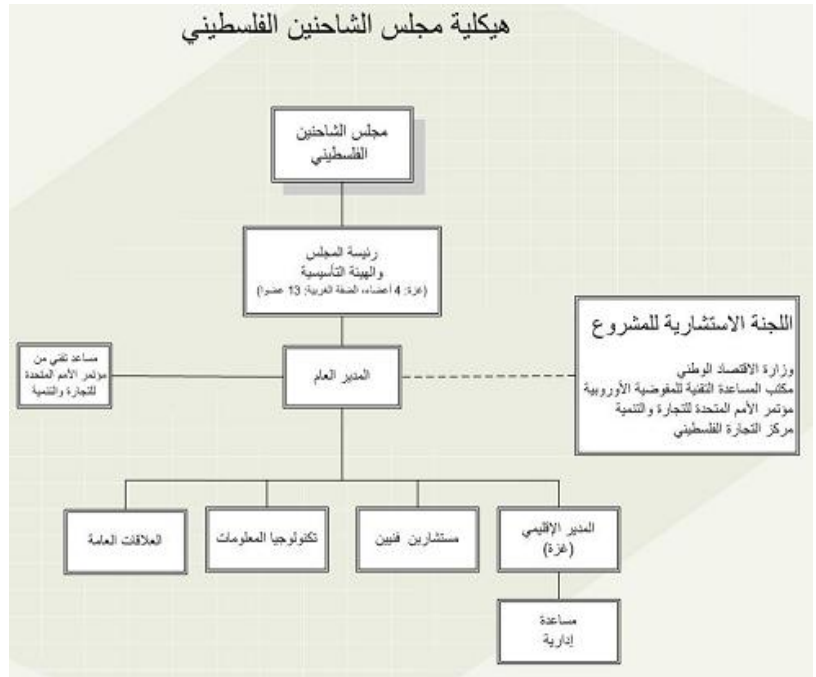 هيكلية مجلس الشاحنين الفلسطيني
مجلس الشاحنين
الفلسطيني
رئيسة المجلس
والهيئة التأسيسية
(غزة: 4 أعضاء، الضفة الغربية: 13 عضوا)
اللجنة الاستشارية للمشروع
وزارة الاقتصاد الوطني
مكتب المساعدة التقنية للمفوضية الأوروبية
مؤتمر الأمم المتحدة للتجارة والتنمية
مركز التجارة الفلسطيني
المدير العام
مساعد تقني من
مؤتمر الأمم المتحدة
للتجارة والتنمية
المدير الإقليمي
(غزة)
مستشارين فنيين
تكنولوجيا المعلومات
العلاقات العامة
مساعدة
إدارية